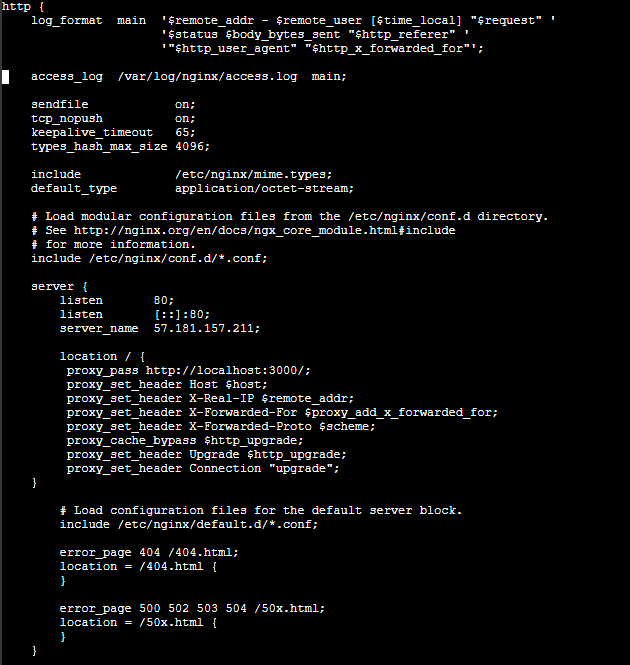 http {
    log_format  main  '$remote_addr - $remote_user [$time_local] "$request" '
                      '$status $body_bytes_sent "$http_referer" '
                      '"$http_user_agent" "$http_x_forwarded_for"';
    access_log  /var/log/nginx/access.log  main;
    sendfile            on;
    tcp_nopush          on;
    keepalive_timeout   65;
    types_hash_max_size 4096;
    include             /etc/nginx/mime.types;
    default_type        application/octet-stream;
    # Load modular configuration files from the /etc/nginx/conf.d directory.
    # See http://nginx.org/en/docs/ngx_core_module.html#include
    # for more information.
    include /etc/nginx/conf.d/*.conf;
    server {
        listen       80;
        listen       [::]:80;
        server_name  57.181.157.211;
        location / {
         proxy_pass http://localhost:3000/;
         proxy_set_header Host $host;
         proxy_set_header X-Real-IP $remote_addr;
         proxy_set_header X-Forwarded-For $proxy_add_x_forwarded_for;
         proxy_set_header X-Forwarded-Proto $scheme;
         proxy_cache_bypass $http_upgrade;
         proxy_set_header Upgrade $http_upgrade;
         proxy_set_header Connection "upgrade";
    }
        # Load configuration files for the default server block.
        include /etc/nginx/default.d/*.conf;
        error_page 404 /404.html;
        location = /404.html {
        }
        error_page 500 502 503 504 /50x.html;
        location = /50x.html {
        }
    }